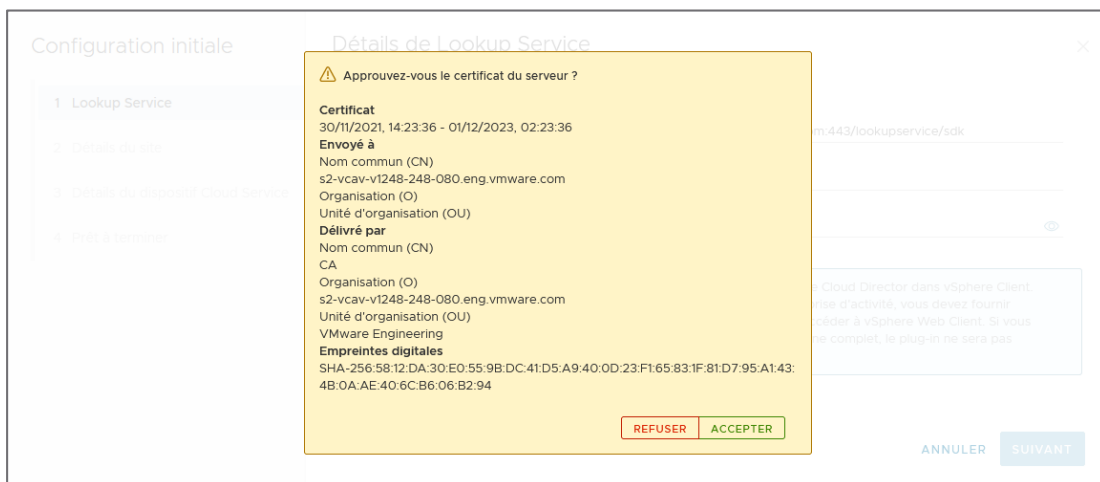 Configuration initiale
1 Lookup Service
2 Détails du site
3 Détails du dispositif Cloud Service
4 Prêt à terminer
Détails de Lookup Service
Approuvez-vous le certificat du serveur ?
Certificat
30/11/2021, 14:23:36 - 01/12/2023, 02:23:36
Envoyé à
Nom commun (CN)
s2-vcav-v1248-248-080.eng.vmware.com
Organisation (O)
Unité d'organisation (OU)
Délivré par
Nom commun (CN)
CA
Organisation (O)
s2-vcav-v1248-248-080.eng.vmware.com
Unité d'organisation (OU)
VMware Engineering
Empreintes digitales
SHA-256:58:12:DA:30:E0:55:9B:DC:41:D5:A9:40:0D:23:F1:65:83:1F:81:D7:95:A1:43:
4B:0A:AE:40:6C:B6:06:B2:94
REFUSER ACCEPTER
m:443/lookupservice/sdk
e Cloud Director dans vSphere Client
rise d'activité, vous devez fournir
ccéder à vSphere Web Client. Si vous
ne complet, le plug-in ne sera pas
ANNULER SUIVANT